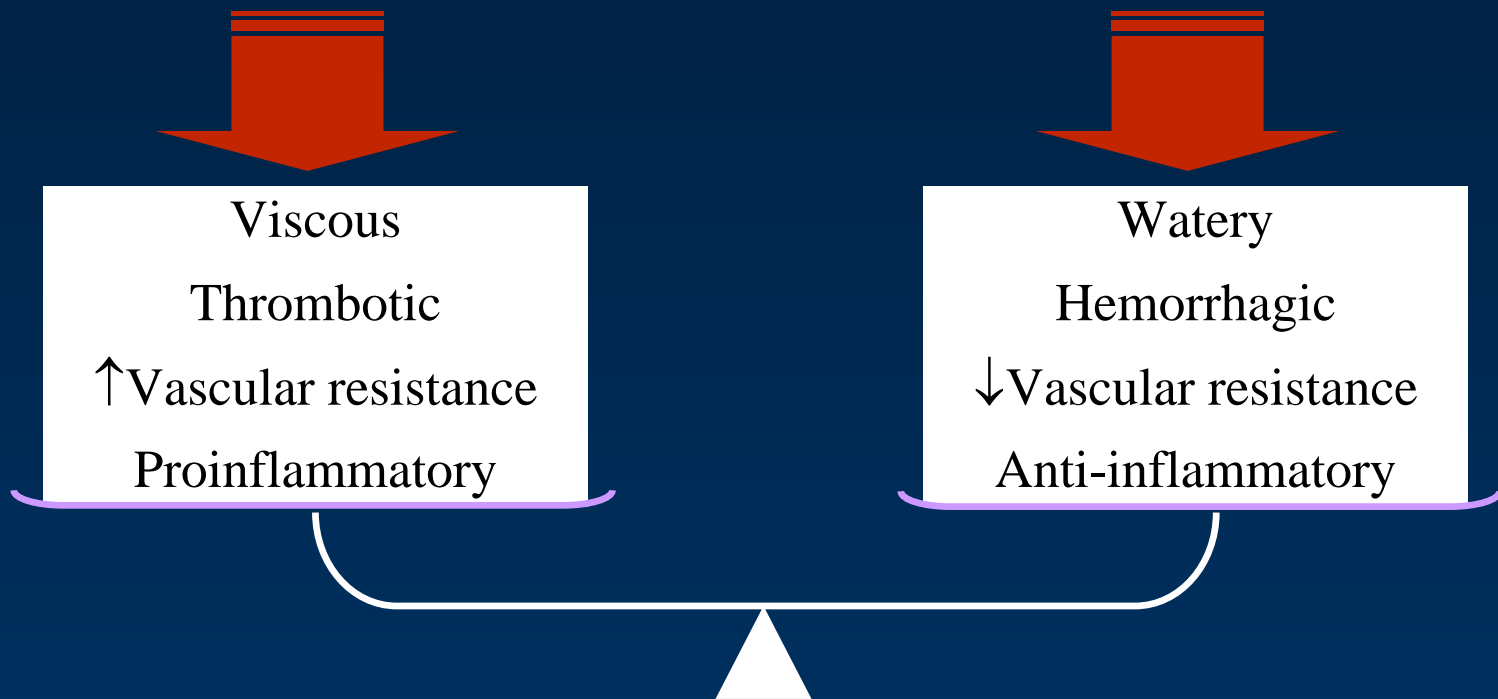 Viscous
Thrombotic
↑Vascular resistance
Proinflammatory
Watery
Hemorrhagic
↓Vascular resistance
Anti-inflammatory